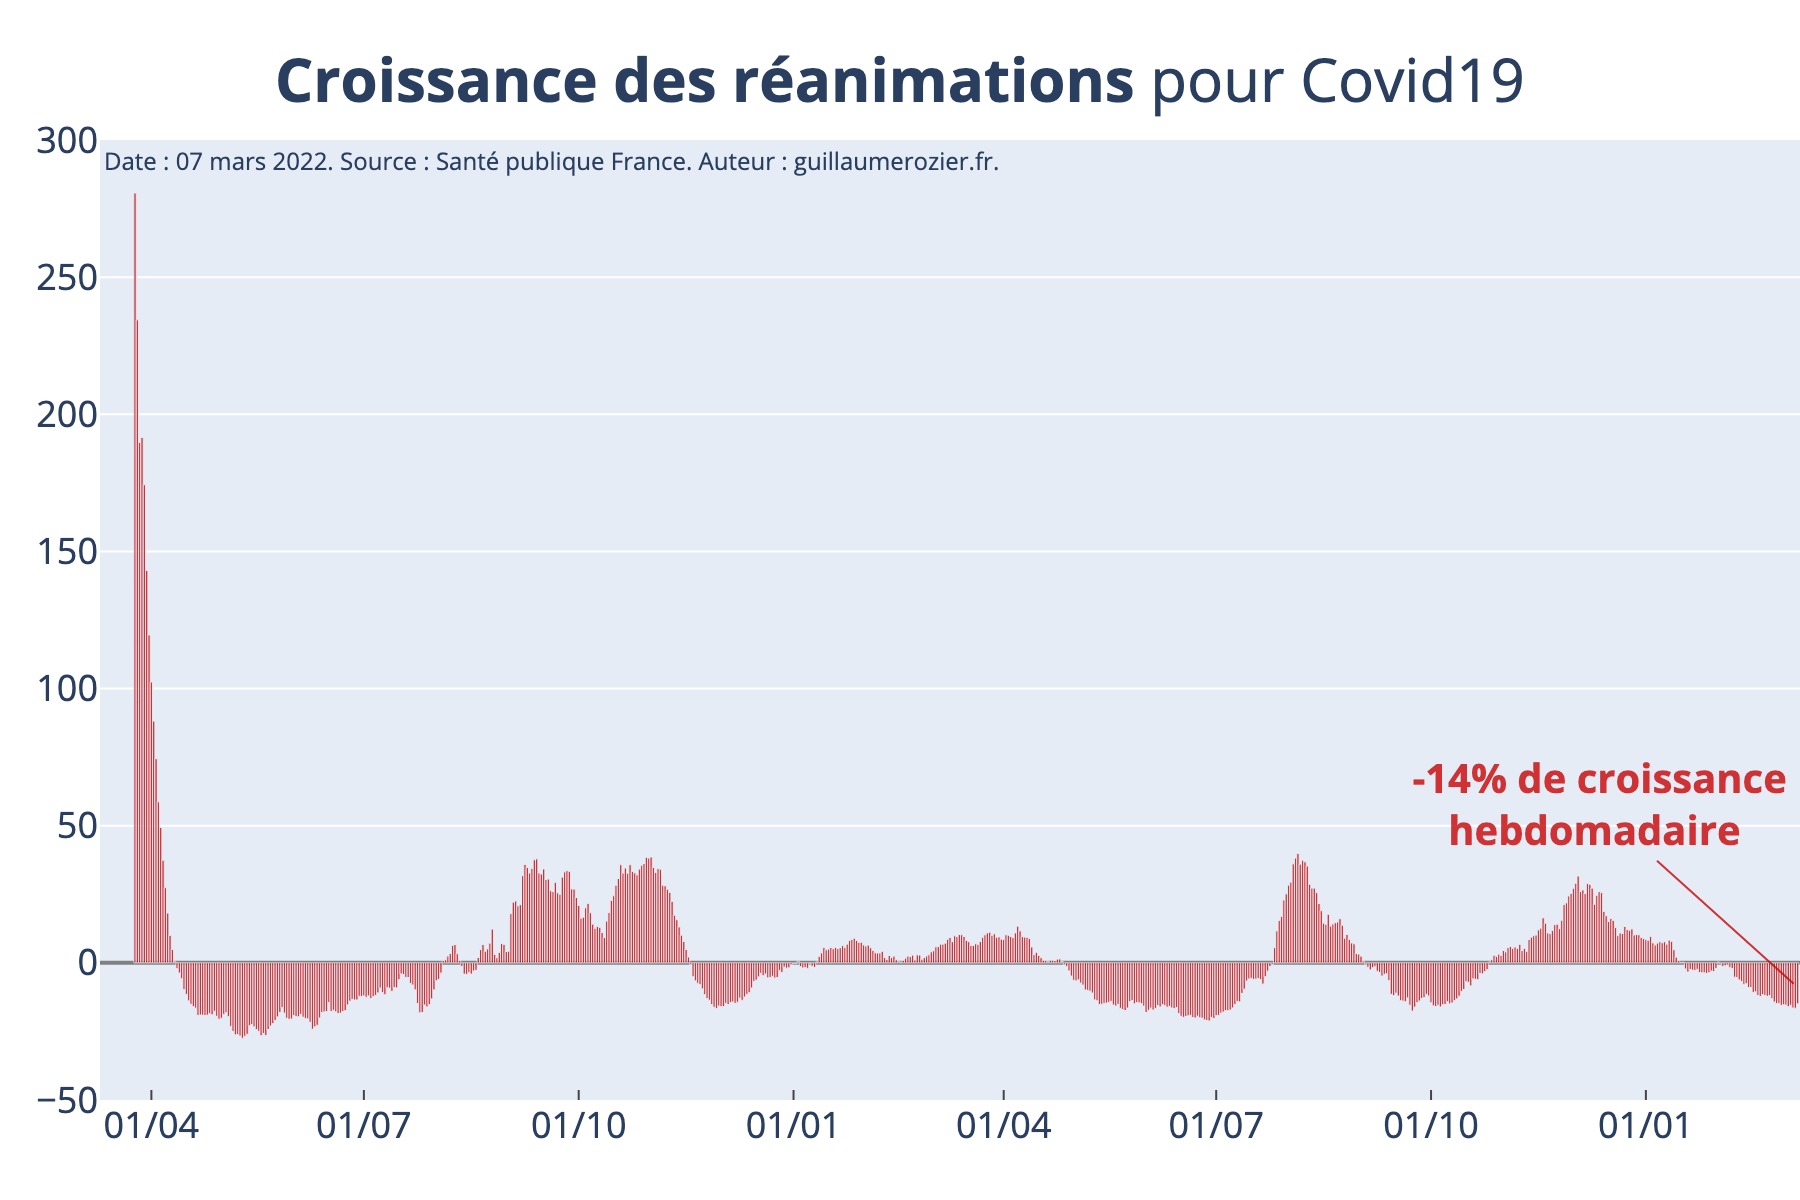 Croissance des réanimations pour Covid19
300
Date : 07 mars 2022. Source : Santé publique France. Auteur : guillaumerozier.fr.
250
200
150
100
-14% de croissance
hebdomadaire
50
0
−50
01/04 01/07 01/10 01/01 01/04 01/07 01/10 01/01